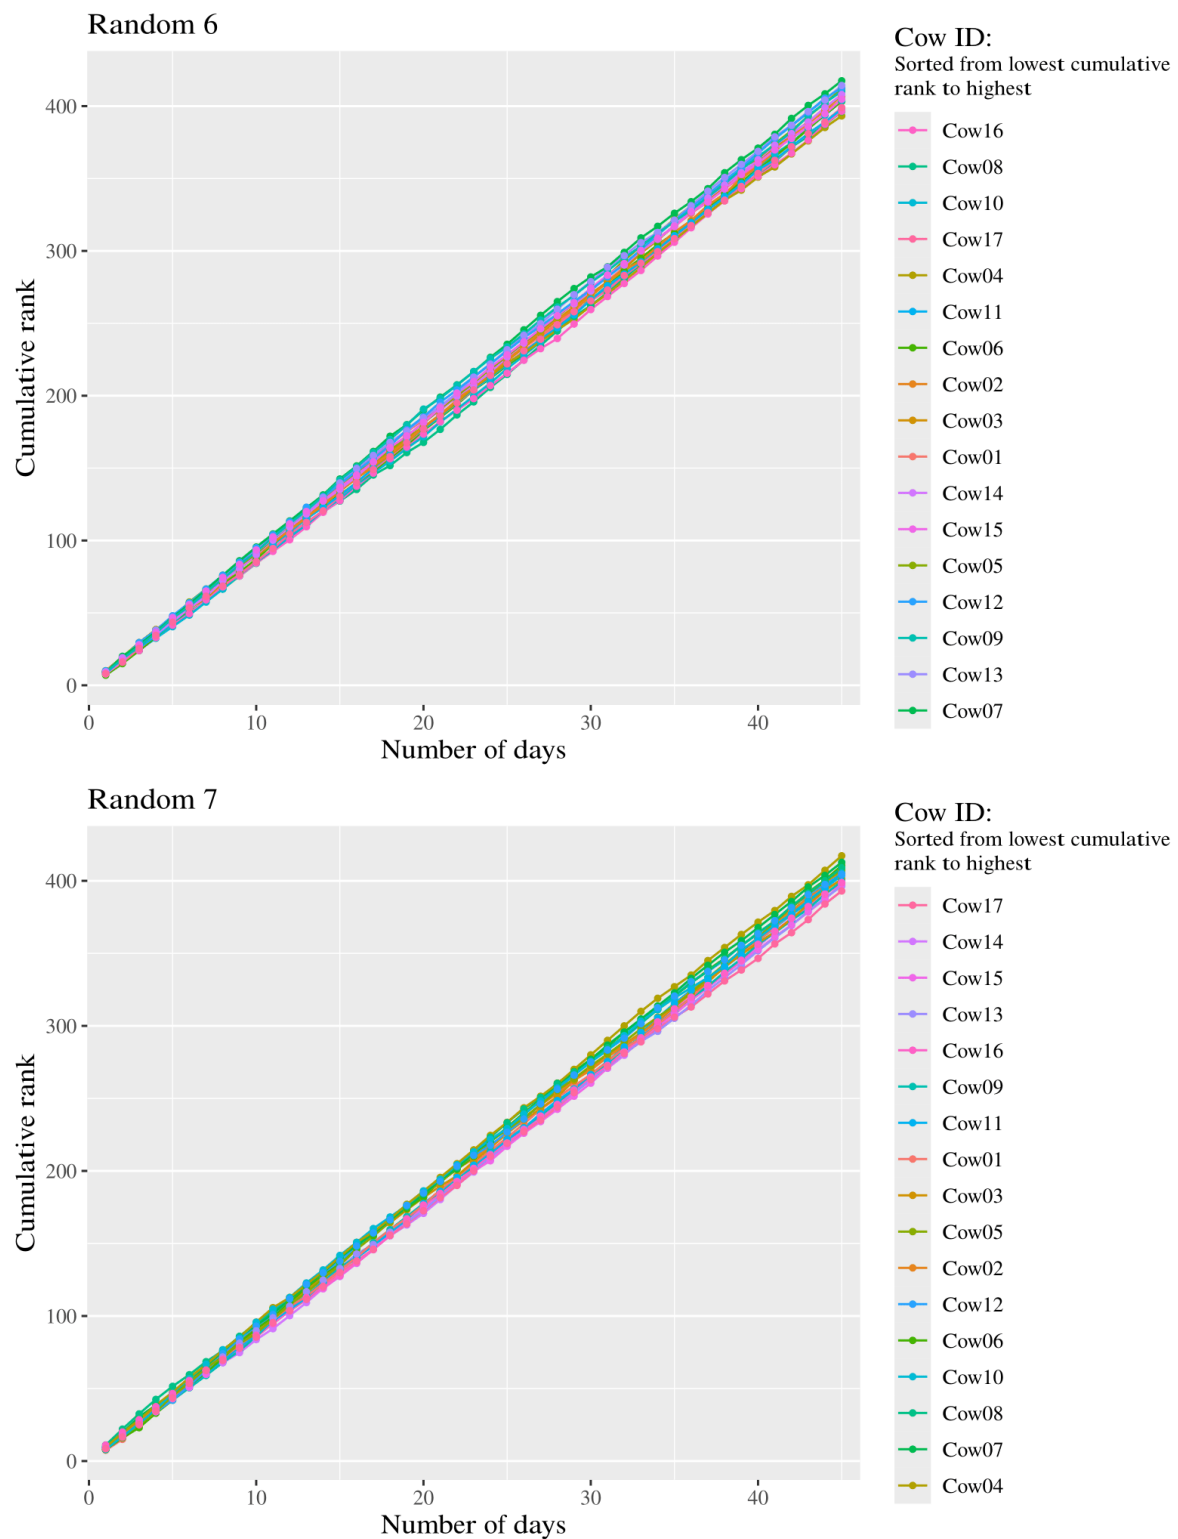 Random 6
400
300
200
100
0
Cumulative rank
0 10 20 30 40
Number of days
Cow ID:
Sorted from lowest cumulative
rank to highest
Cow16
Cow08
Cow10
Cow17
Cow04
Cow11
Cow06
Cow02
Cow03
Cow01
Cow14
Cow15
Cow05
Cow12
Cow09
Cow13
Cow07
Random 7
400
300
200
100
0
Cumulative rank
0 10 20 30 40
Number of days
Cow ID:
Sorted from lowest cumulative
rank to highest
Cow17
Cow14
Cow15
Cow13
Cow16
Cow09
Cow11
Cow01
Cow03
Cow05
Cow02
Cow12
Cow06
Cow10
Cow08
Cow07
Cow04